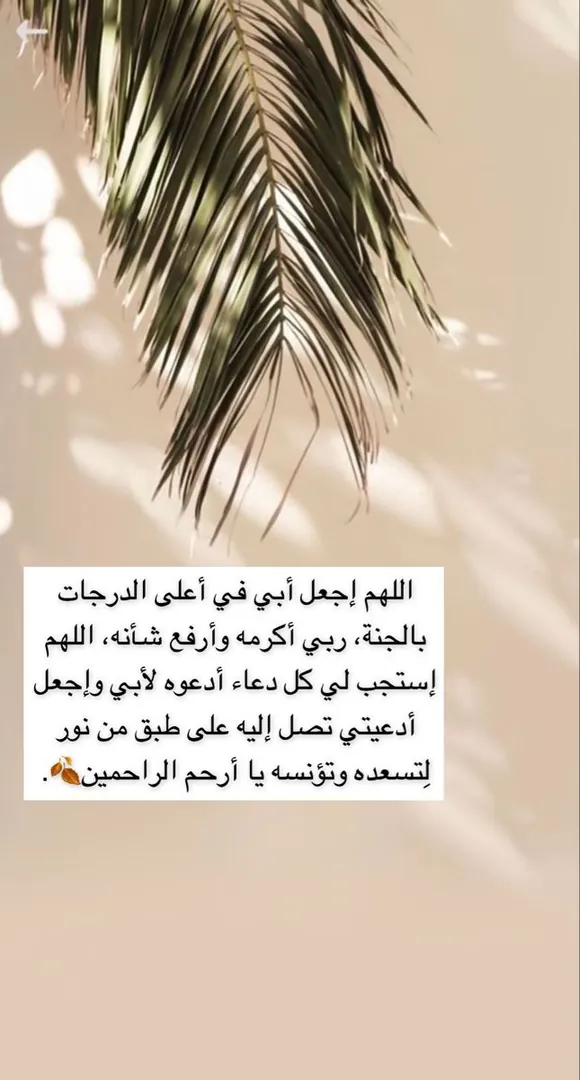 اللهم إجعل أبي في أعلى الدرجات
بالجنة، ربي أكرمه وأرفع شأنه، اللهم
إستجب لي كل دعاء أدعوه لأبي وإجعل
أدعيتي تصل إليه على طبق من نور
لِتسعده وتؤنسه يا أرحم الراحمين🍂.